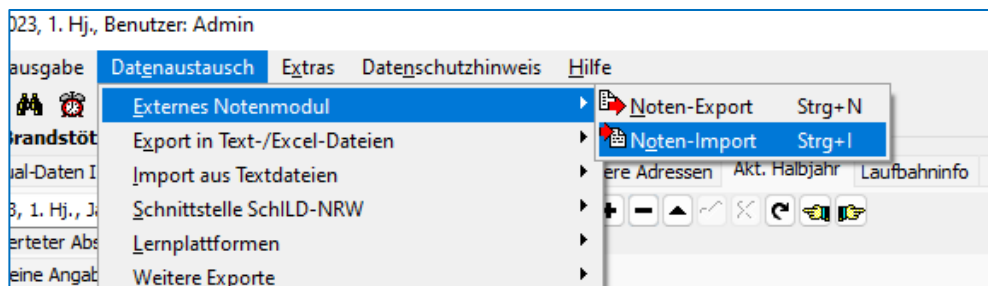 023, 1. Hj., Benutzer: Admin
ausgabe Datenaustausch Extras Datenschutzhinweis Hilfe
Externes Notenmodul
Noten-Export Strg+N
Brandstöt
Export in Text-/Excel-Dateien
Noten-Import Strg+I
ual-Daten I
Import aus Textdateien
ere Adressen Akt. Halbjahr Laufbahninfo
3, 1. Hj., Ja
Schnittstelle SchILD-NRW
erteter Abs
Lernplattformen
eine Angab
Weitere Exporte